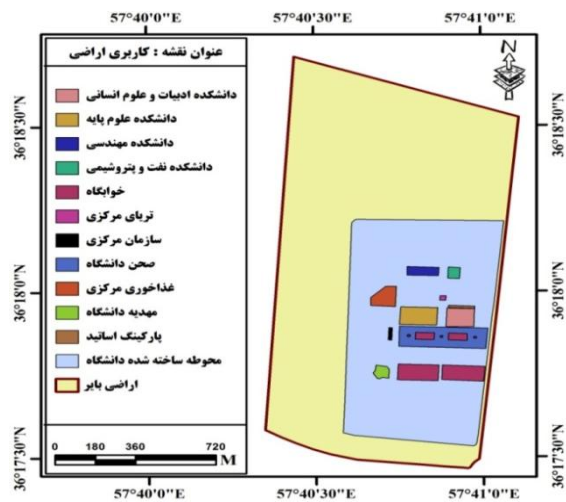 57°40'0"E 57°40'30"E 57°41'0"E
عنوان نقشه : کاربری اراضی
N
دانشکده ادبیات و علوم انسانی
دانشکده علوم پایه
دانشکده مهندسی
دانشکده نفت و پتروشیمی
خوابگاه
تریای مرکزی
سازمان مرکزی
صحن دانشگاه
غذاخوری مرکزی
مهدیه دانشگاه
پارکینگ اساتید
محوطه ساخته شده دانشگاه
اراضی بایر
0 180 360 720
M
36°18'30"N
36°18'0"N
36°17'30"N
36°18'30"N
36°18'0"N
36°17'30"N
57°40'0"E 57°40'30"E 57°41'0"E